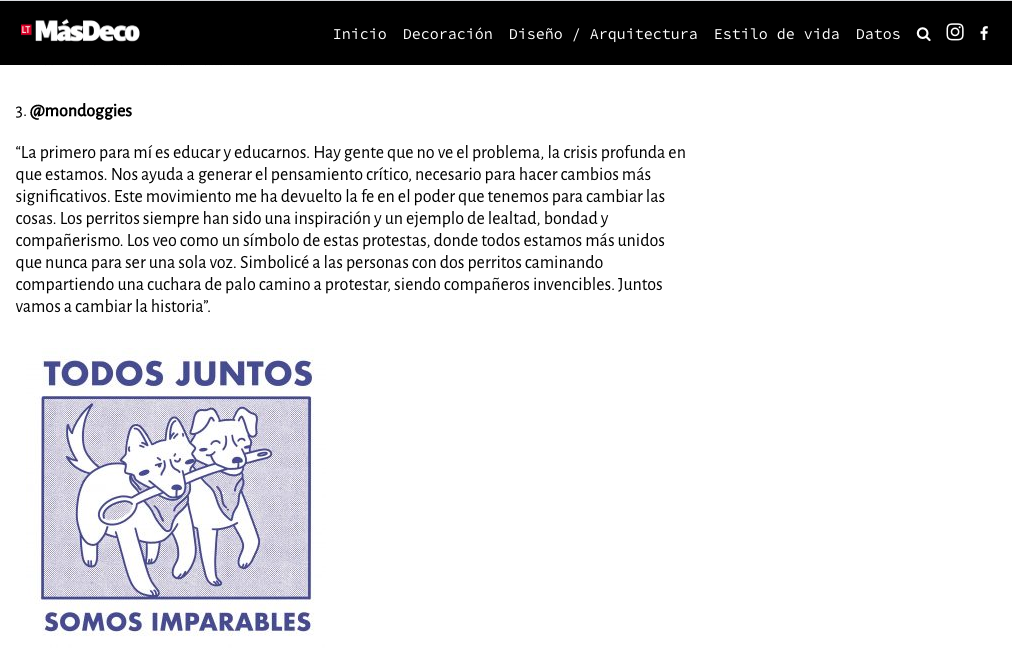 LT MásDeco
Inicio Decoración Diseño / Arquitectura Estilo de vida Datos
3. @mondoggies
“La primero para mí es educar y educarnos. Hay gente que no ve el problema, la crisis profunda en
que estamos. Nos ayuda a generar el pensamiento crítico, necesario para hacer cambios más
significativos. Este movimiento me ha devuelto la fe en el poder que tenemos para cambiar las
cosas. Los perritos siempre han sido una inspiración y un ejemplo de lealtad, bondad y
compañerismo. Los veo como un símbolo de estas protestas, donde todos estamos más unidos
que nunca para ser una sola voz. Simbolicé a las personas con dos perritos caminando
compartiendo una cuchara de palo camino a protestar, siendo compañeros invencibles. Juntos
vamos a cambiar la historia”.
TODOS JUNTOS
SOMOS IMPARABLES